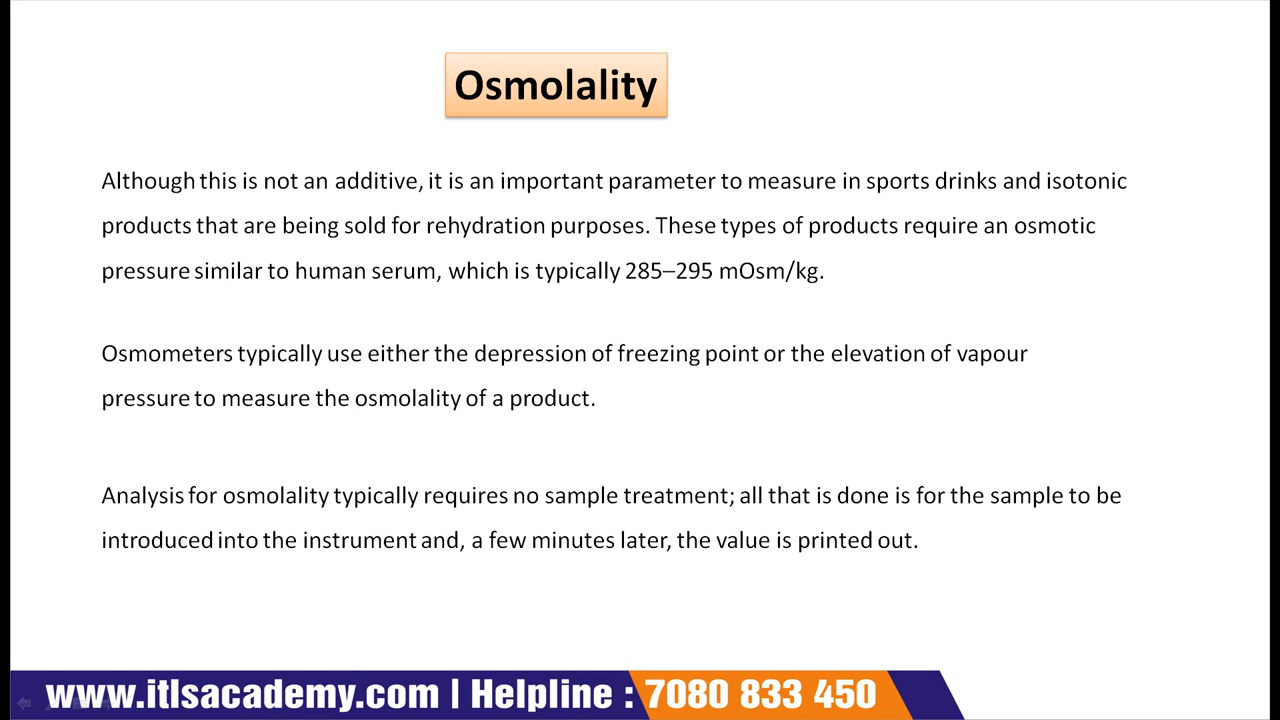 Osmolality
Although this is not an additive, it is an important parameter to measure in sports drinks and isotonic
products that are being sold for rehydration purposes. These types of products require an osmotic
pressure similar to human serum, which is typically 285–295 mOsm/kg.
Osmometers typically use either the depression of freezing point or the elevation of vapour
pressure to measure the osmolality of a product.
Analysis for osmolality typically requires no sample treatment; all that is done is for the sample to be
introduced into the instrument and, a few minutes later, the value is printed out.
www.itlsacademy.com | Helpline : 7080 833 450